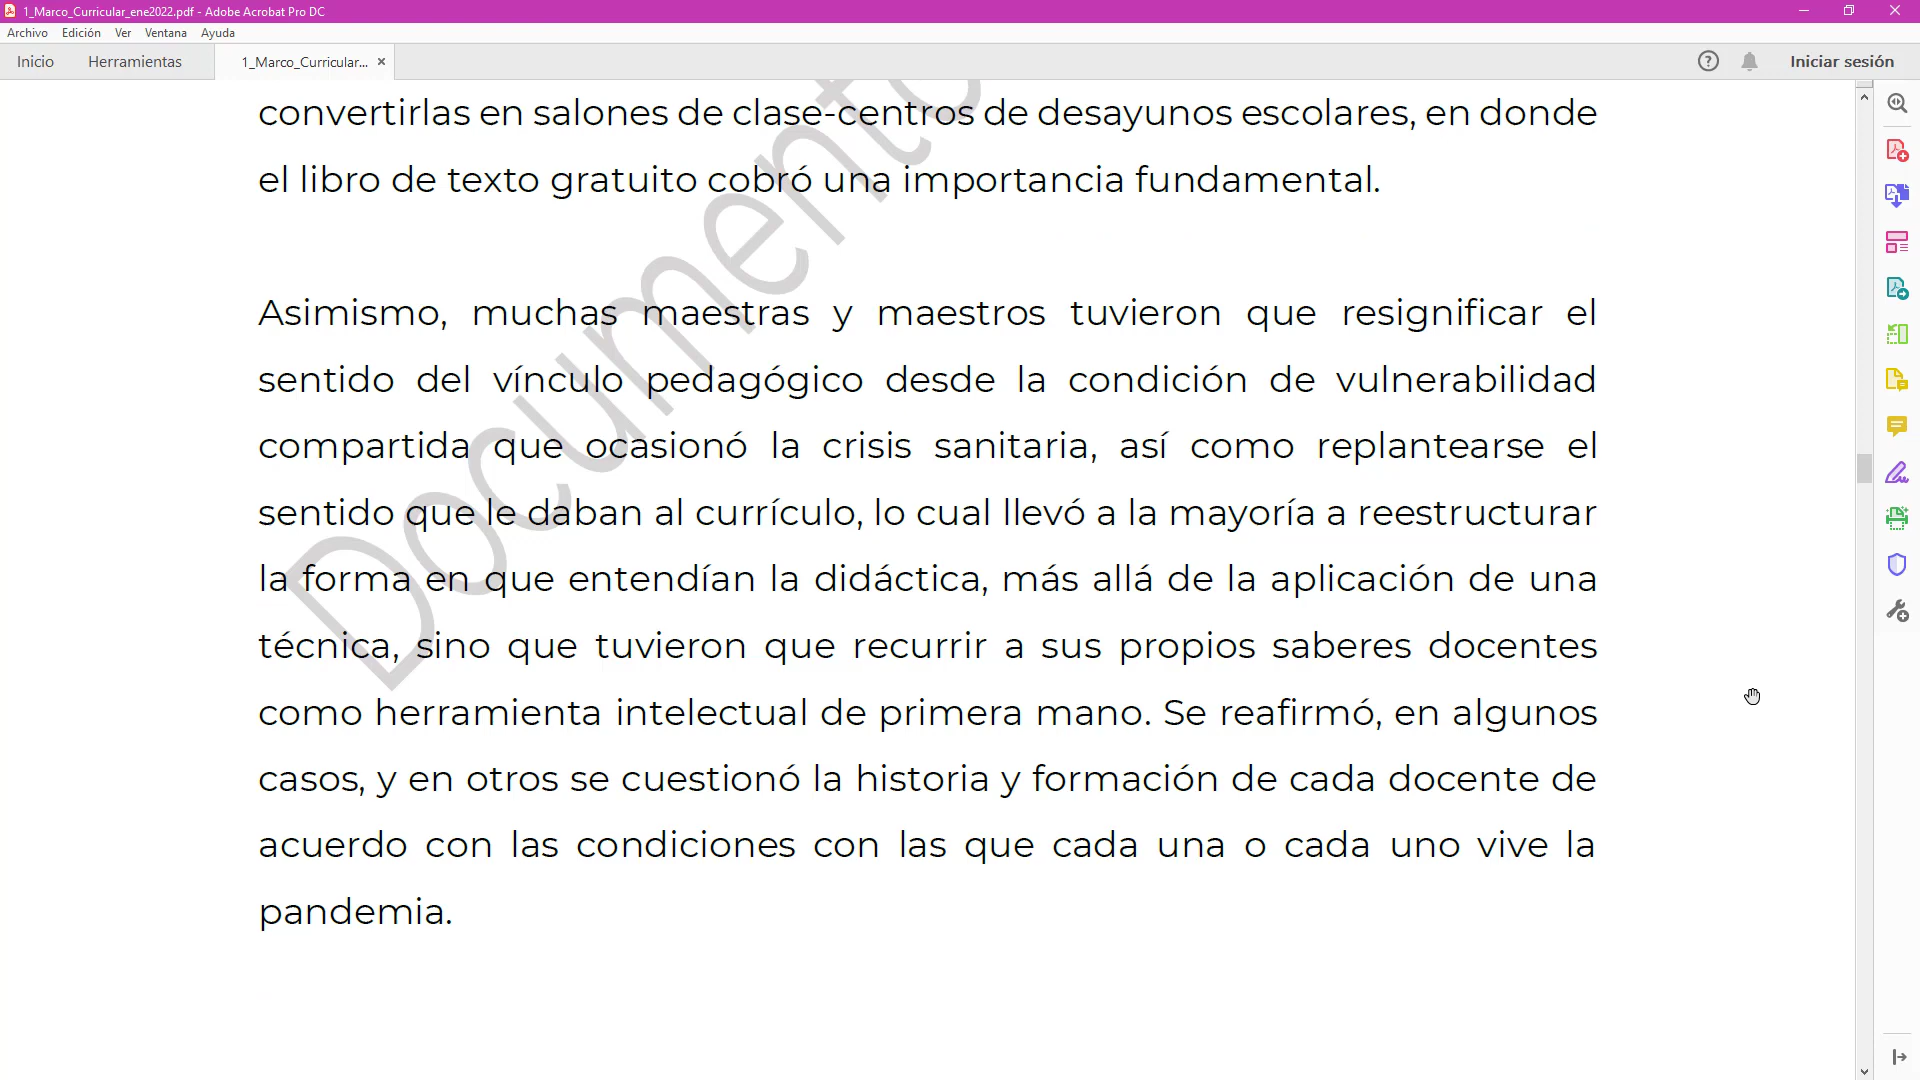 1_Marco_Curricular_ene2022.pdf - Adobe Acrobat Pro DC
Archivo Edición Ver Ventana Ayuda
Inicio Herramientas 1_Marco_Curricular... × Iniciar sesión
convertirlas en salones de clase-centros de desayunos escolares, en donde
el libro de texto gratuito cobró una importancia fundamental.
Asimismo, muchas maestras y maestros tuvieron que resignificar el
sentido del vínculo pedagógico desde la condición de vulnerabilidad
compartida que ocasionó la crisis sanitaria, así como replantearse el
sentido que le daban al currículo, lo cual llevó a la mayoría a reestructurar
la forma en que entendían la didáctica, más allá de la aplicación de una
técnica, sino que tuvieron que recurrir a sus propios saberes docentes
como herramienta intelectual de primera mano. Se reafirmó, en algunos
casos, y en otros se cuestionó la historia y formación de cada docente de
acuerdo con las condiciones con las que cada una o cada uno vive la
pandemia.
Documento